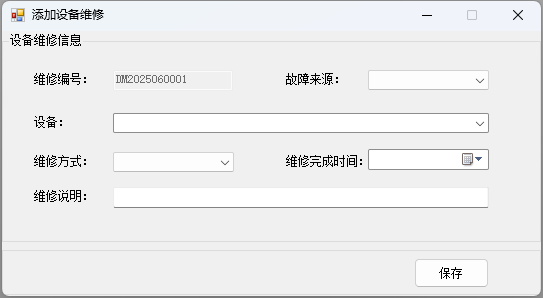 添加设备维修
设备维修信息
维修编号： DM2025060001 故障来源：
设备：
维修方式： 维修完成时间：
维修说明：
保存